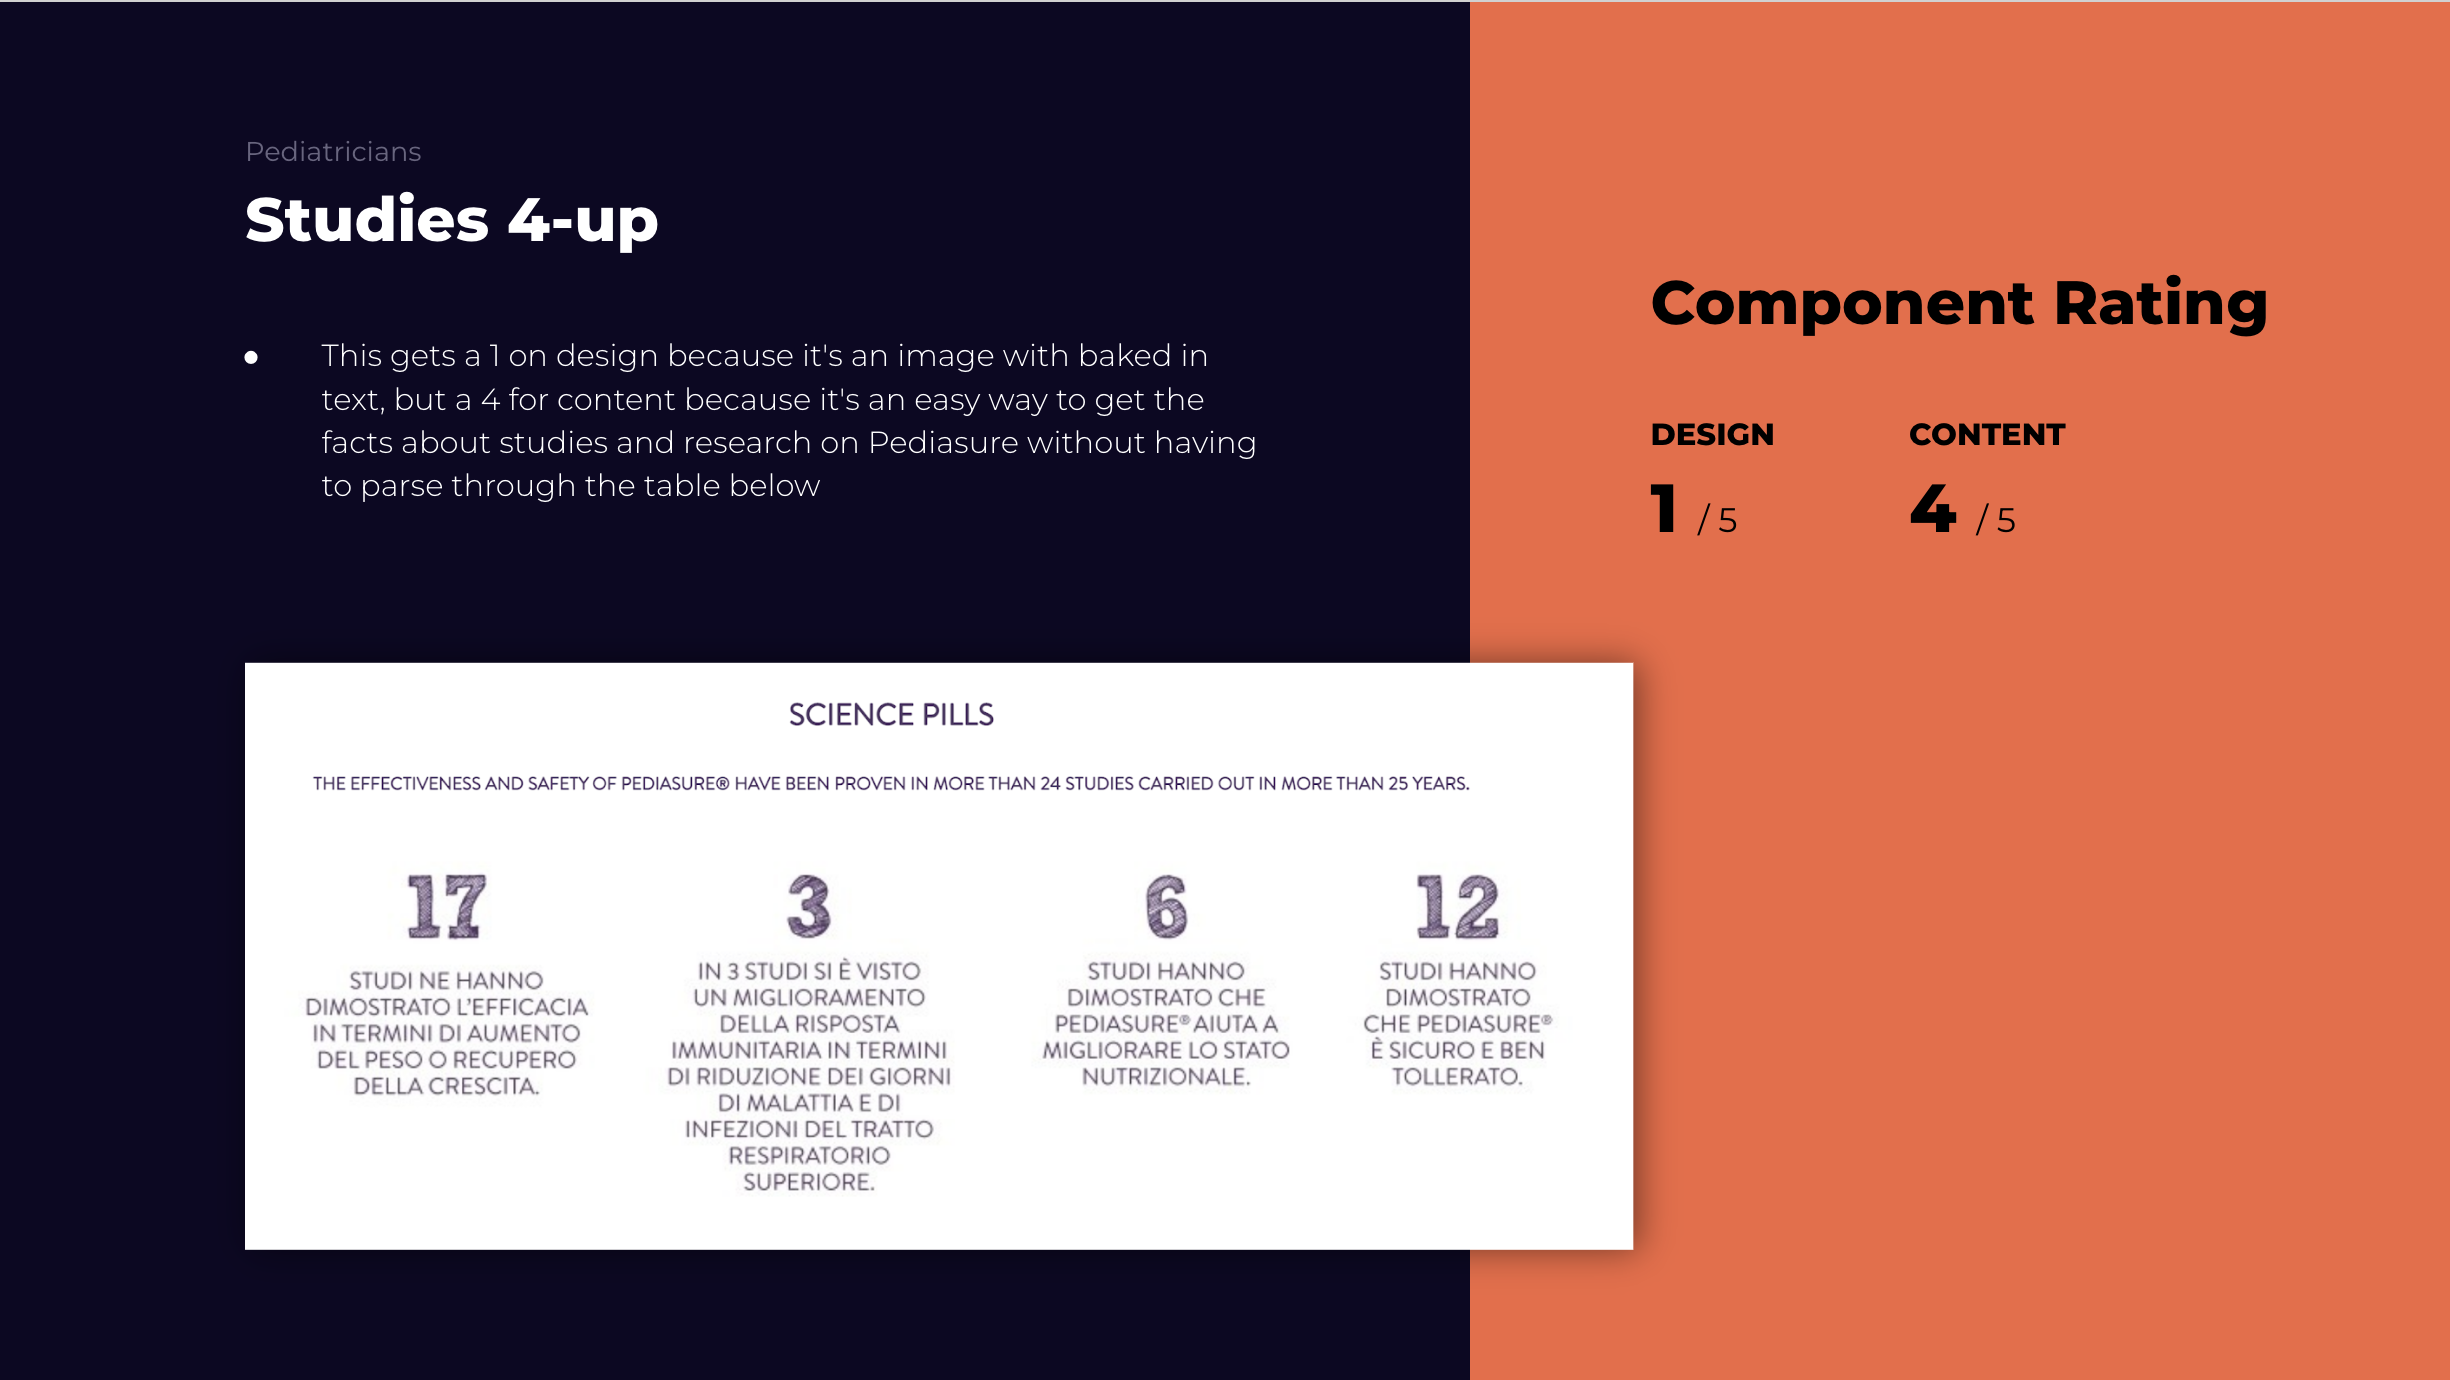 Pediatricians
Studies 4-up
● This gets a 1 on design because it's an image with baked in
text, but a 4 for content because it's an easy way to get the
facts about studies and research on Pediasure without having
to parse through the table below
Component Rating
DESIGN
1 / 5
CONTENT
4 / 5
SCIENCE PILLS
THE EFFECTIVENESS AND SAFETY OF PEDIASURE® HAVE BEEN PROVEN IN MORE THAN 24 STUDIES CARRIED OUT IN MORE THAN 25 YEARS.
17
STUDI NE HANNO
DIMOSTRATO L’EFFICACIA
IN TERMINI DI AUMENTO
DEL PESO O RECUPERO
DELLA CRESCITA.
3
IN 3 STUDI SI È VISTO
UN MIGLIORAMENTO
DELLA RISPOSTA
IMMUNITARIA IN TERMINI
DI RIDUZIONE DEI GIORNI
DI MALATTIA E DI
INFEZIONI DEL TRATTO
RESPIRATORIO
SUPERIORE.
6
STUDI HANNO
DIMOSTRATO CHE
PEDIASURE® AIUTA A
MIGLIORARE LO STATO
NUTRIZIONALE.
12
STUDI HANNO
DIMOSTRATO
CHE PEDIASURE®
È SICURO E BEN
TOLLERATO.